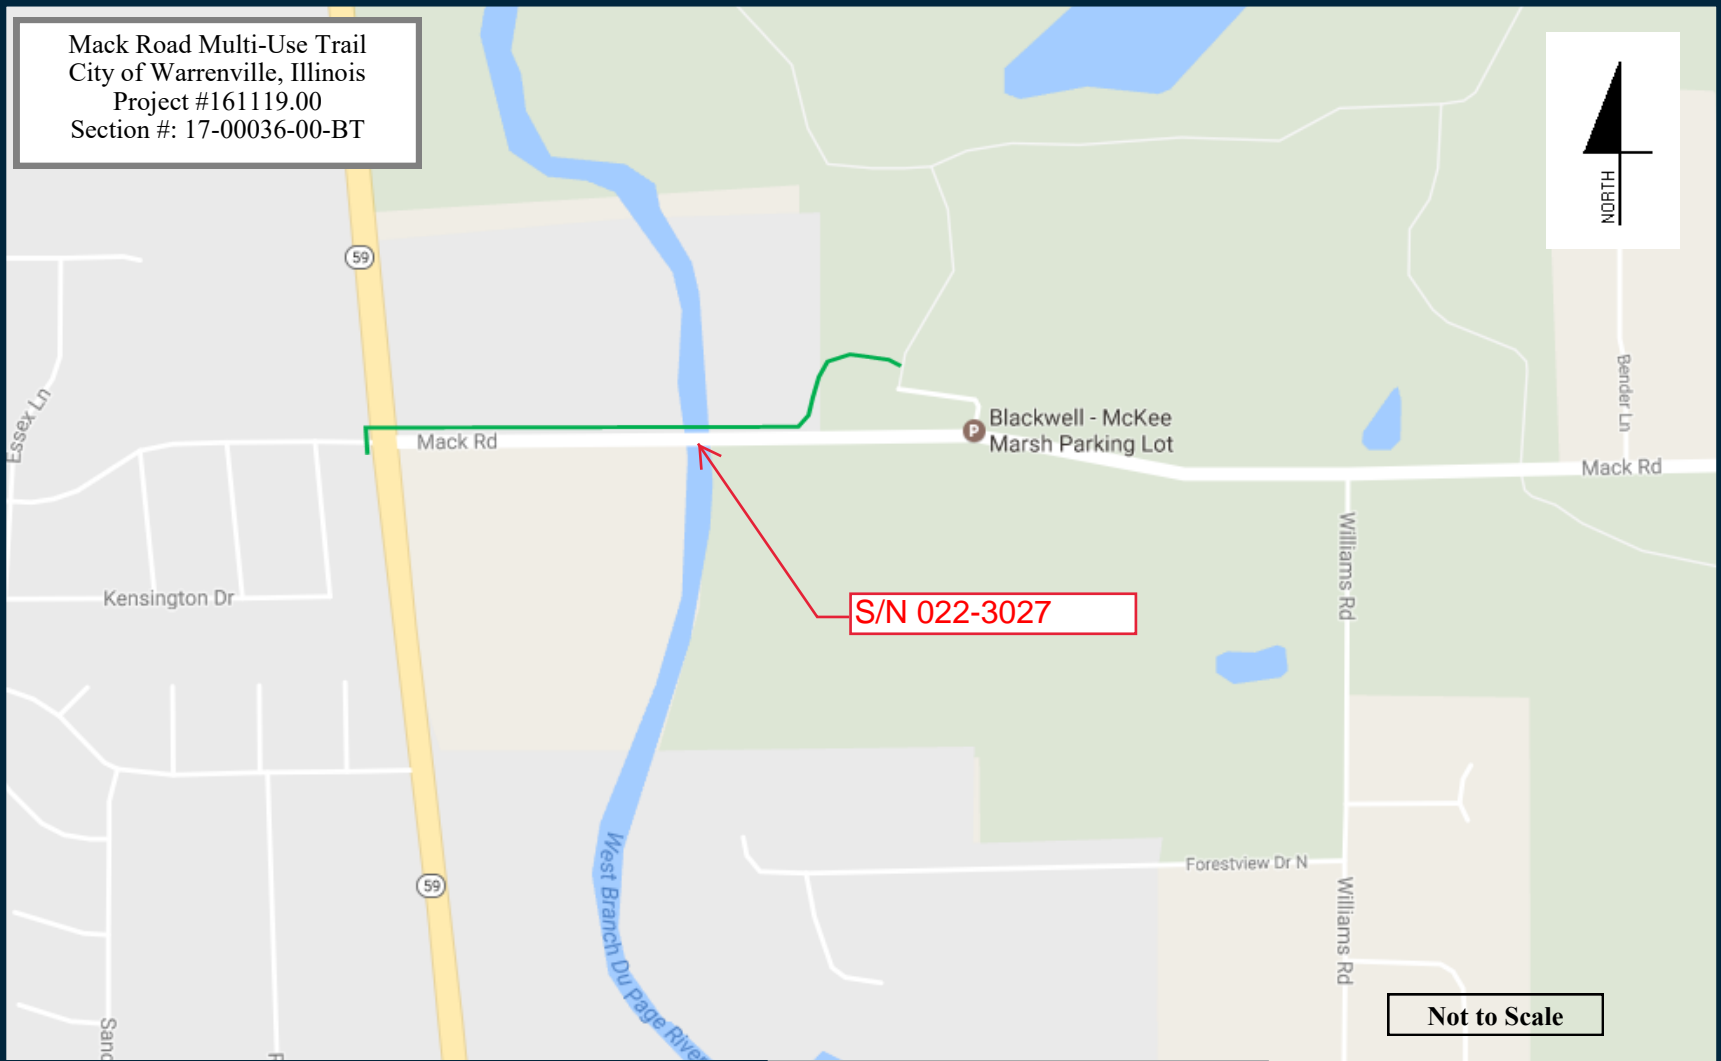 Mack Road Multi-Use Trail
City of Warrenville, Illinois
Project #161119.00
Section #: 17-00036-00-BT
NORTH
59
Essex Ln
Mack Rd
Blackwell - McKee
Marsh Parking Lot
P
Bender Ln
Mack Rd
Williams Rd
Kensington Dr
S/N 022-3027
Forestview Dr N
59
West Branch Du Page River
Williams Rd
Not to Scale
Sand